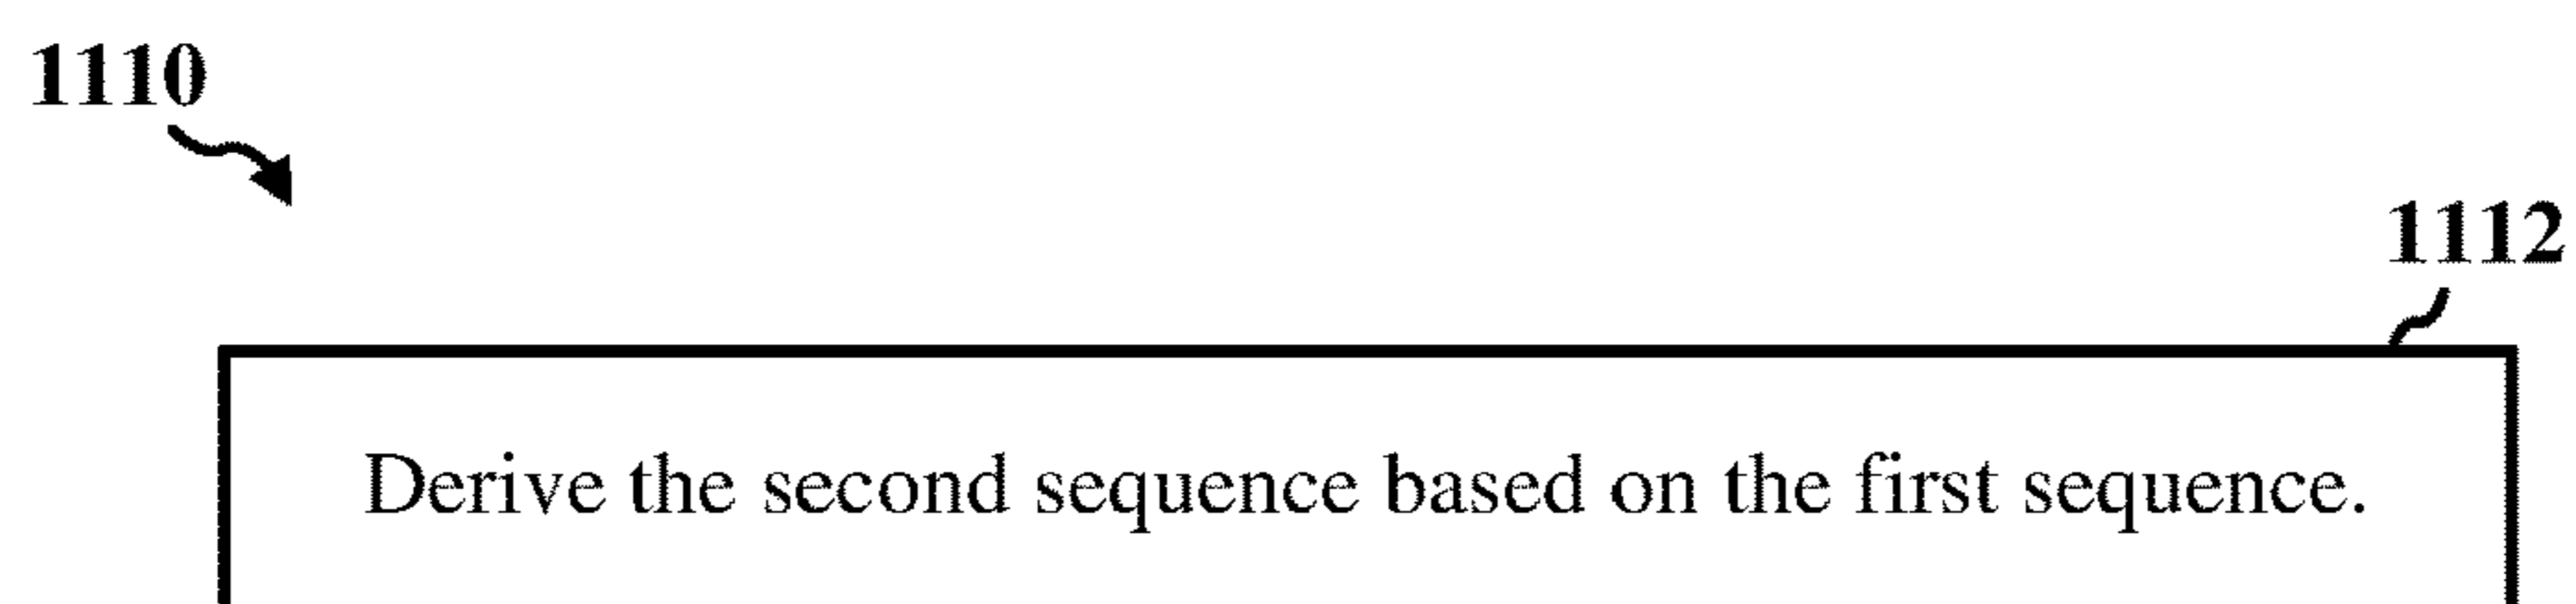 1110
1112
Derive the second sequence based on the first sequence.